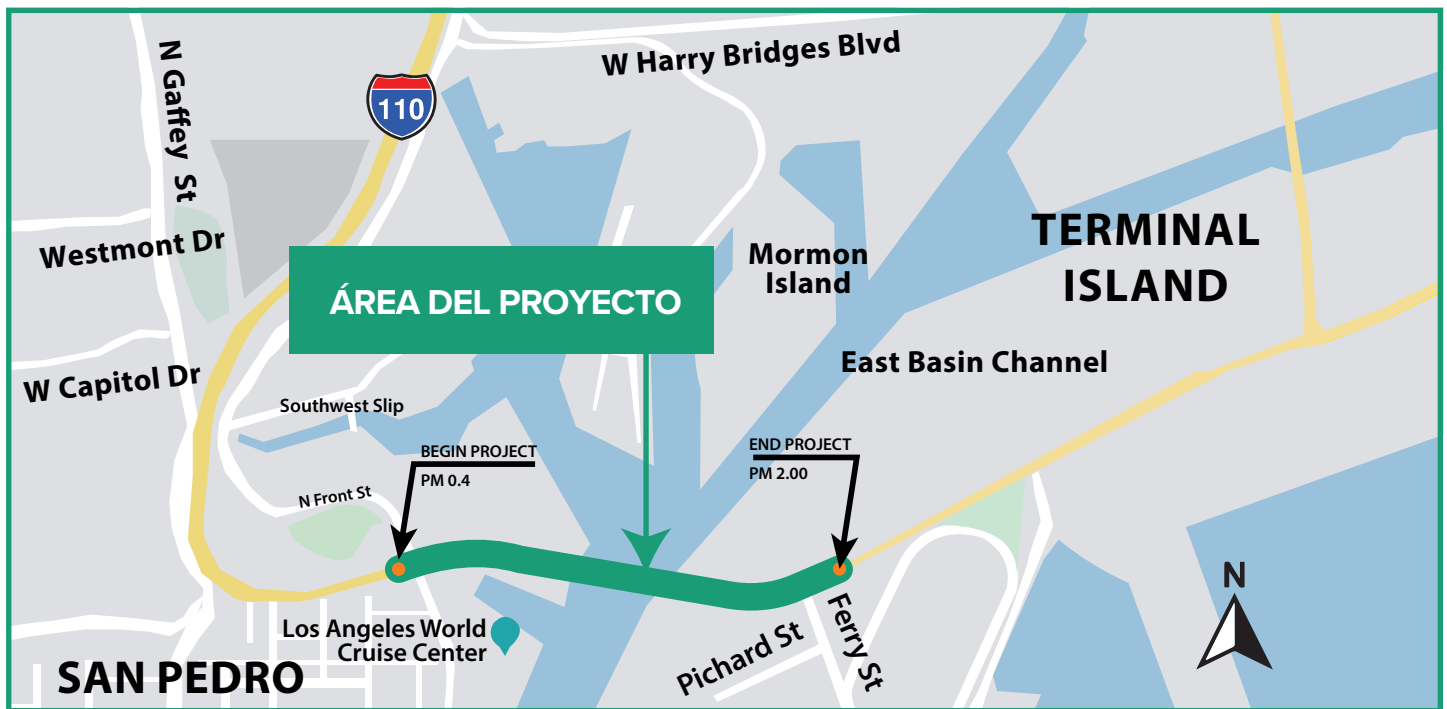 N Gaffey St
110
W Harry Bridges Blvd
Westmont Dr
TERMINAL
ISLAND
Mormon
Island
ÁREA DEL PROYECTO
East Basin Channel
W Capitol Dr
Southwest Slip
BEGIN PROJECT
PM 0.4
END PROJECT
PM 2.00
N Front St
N
Los Angeles World
Cruise Center
Pichard St
Ferry St
SAN PEDRO